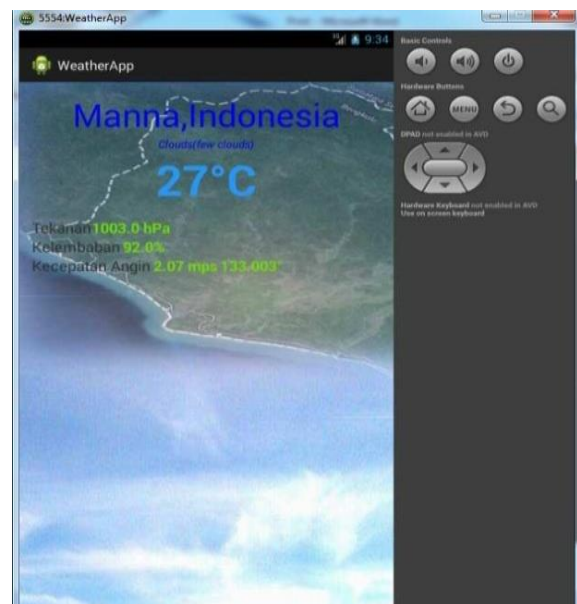 5554:WeatherApp
9:34
WeatherApp
Manna,Indonesia
Clouds(few clouds)
27°C
Tekanan 1003.0 hPa
Kelembaban 92.0%
Kecepatan Angin 2.07 mps 133.003°
Basic Controls
Hardware Buttons
MENU
DPAD not enabled in AVD
Hardware Keyboard not enabled in AVD
Use on screen keyboard